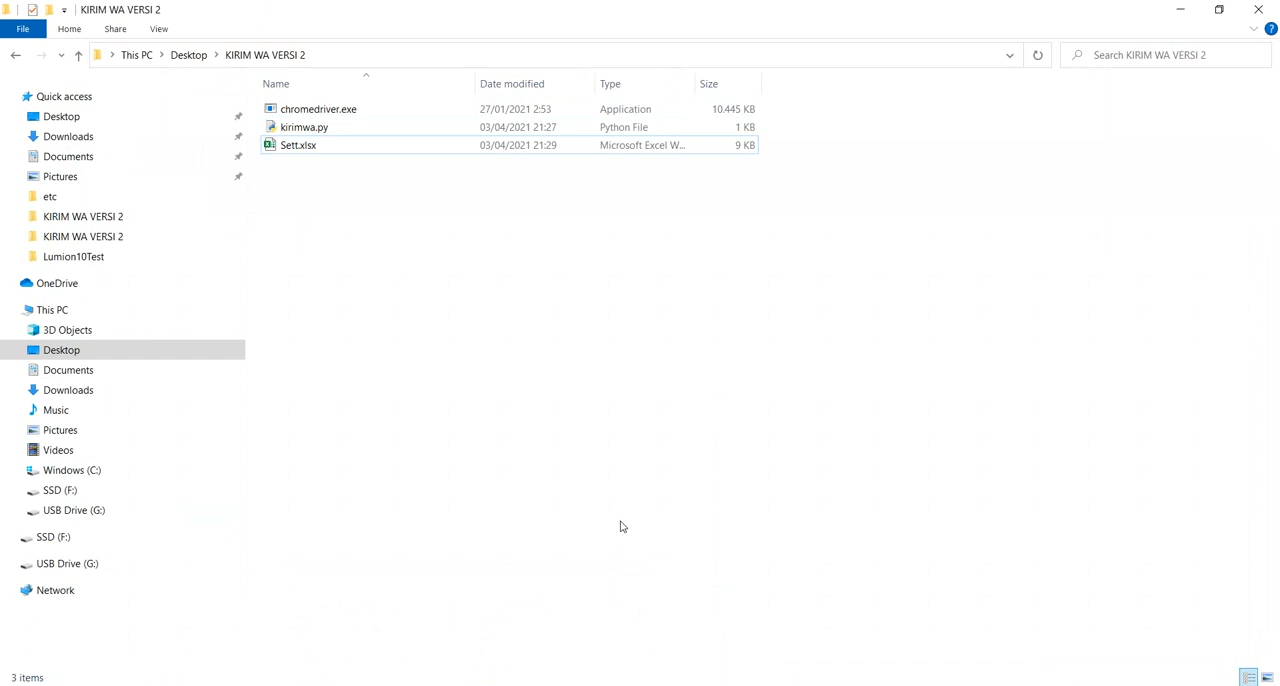 KIRIM WA VERSI 2
File Home Share View
This PC Desktop KIRIM WA VERSI 2
Search KIRIM WA VERSI 2
Name Date modified Type Size
chromedriver.exe 27/01/2021 2:53 Application 10.445 KB
kirimwa.py 03/04/2021 21:27 Python File 1 KB
Sett.xlsx 03/04/2021 21:29 Microsoft Excel W... 9 KB
Quick access
Desktop
Downloads
Documents
Pictures
etc
KIRIM WA VERSI 2
KIRIM WA VERSI 2
Lumion10Test
OneDrive
This PC
3D Objects
Desktop
Documents
Downloads
Music
Pictures
Videos
Windows (C:)
SSD (F:)
USB Drive (G:)
SSD (F:)
USB Drive (G:)
Network
3 items